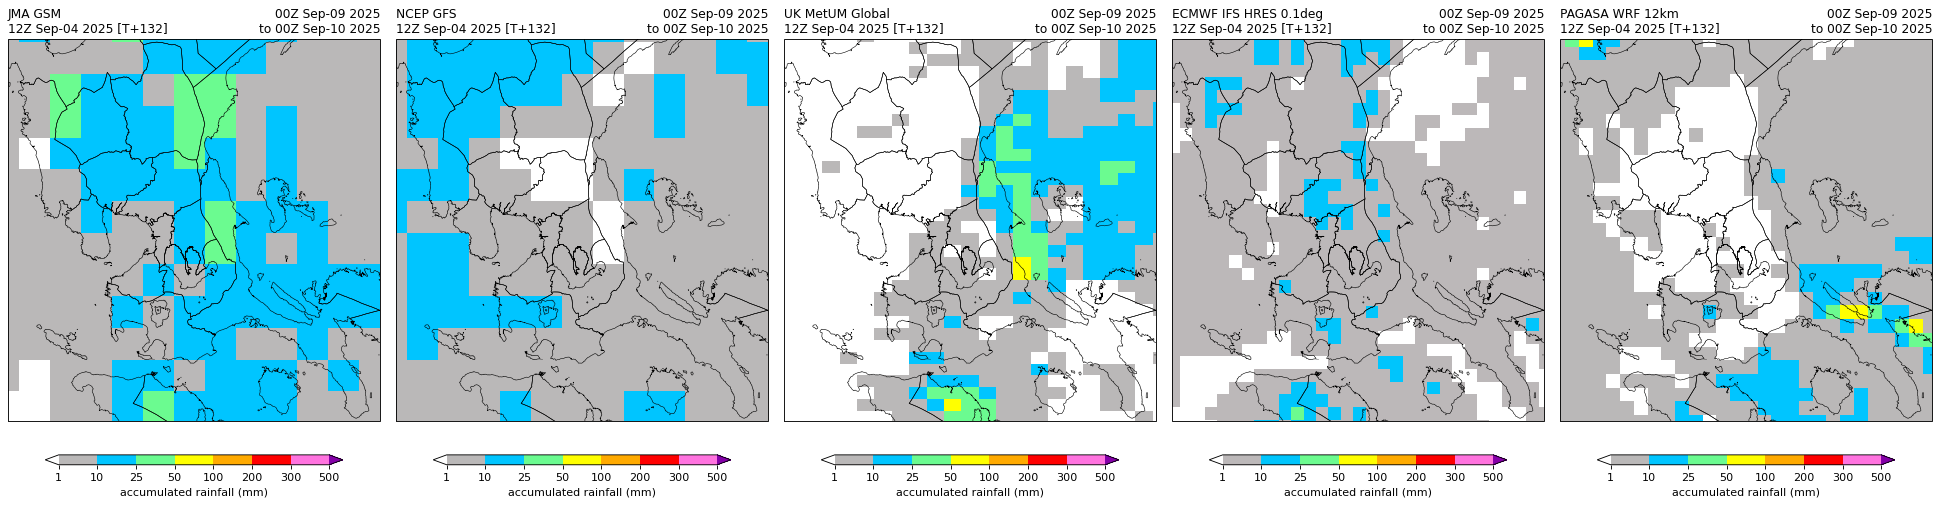 JMA GSM 00Z Sep-09 2025
12Z Sep-04 2025 [T+132] to 00Z Sep-10 2025
1 10 25 50 100 200 300 500
accumulated rainfall (mm)
NCEP GFS 00Z Sep-09 2025
12Z Sep-04 2025 [T+132] to 00Z Sep-10 2025
1 10 25 50 100 200 300 500
accumulated rainfall (mm)
UK MetUM Global 00Z Sep-09 2025
12Z Sep-04 2025 [T+132] to 00Z Sep-10 2025
1 10 25 50 100 200 300 500
accumulated rainfall (mm)
ECMWF IFS HRES 0.1deg 00Z Sep-09 2025
12Z Sep-04 2025 [T+132] to 00Z Sep-10 2025
1 10 25 50 100 200 300 500
accumulated rainfall (mm)
PAGASA WRF 12km 00Z Sep-09 2025
12Z Sep-04 2025 [T+132] to 00Z Sep-10 2025
1 10 25 50 100 200 300 500
accumulated rainfall (mm)